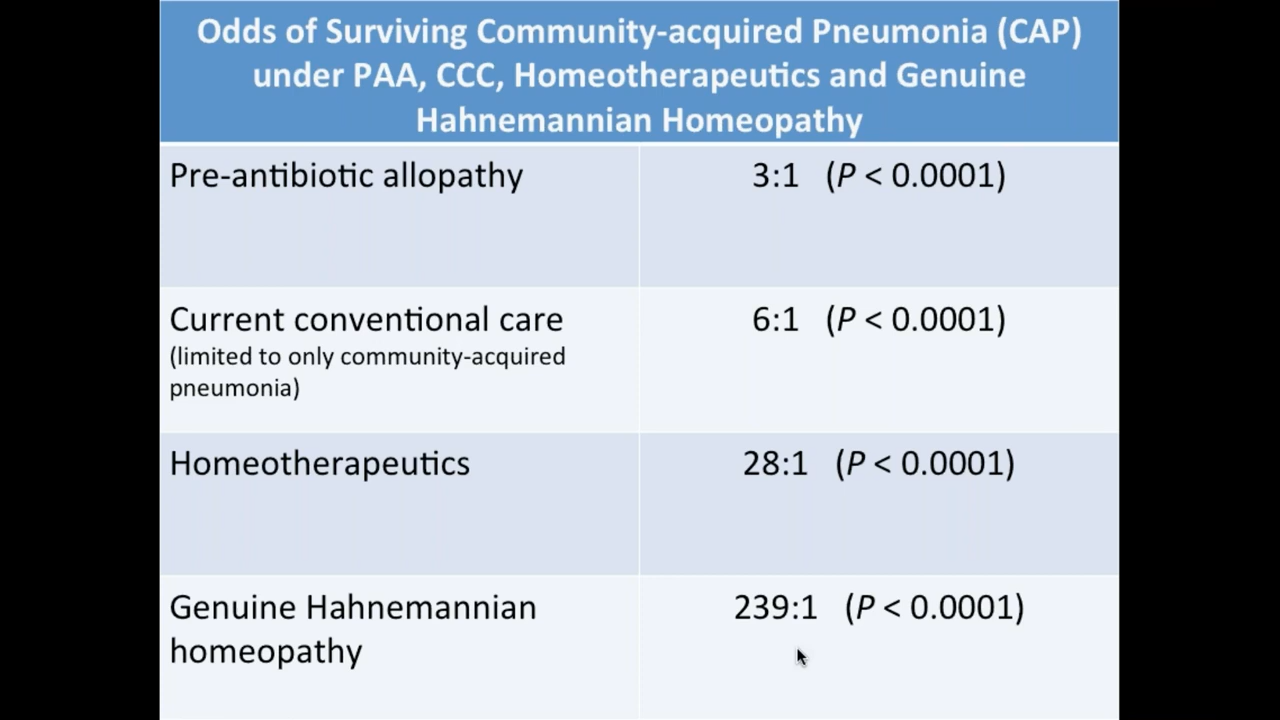 Odds of Surviving Community-acquired Pneumonia (CAP)
under PAA, CCC, Homeotherapeutics and Genuine
Hahnemannian Homeopathy
Pre-antibiotic allopathy
3:1 (P < 0.0001)
Current conventional care
6:1 (P < 0.0001)
(limited to only community-acquired
pneumonia)
Homeotherapeutics
28:1 (P < 0.0001)
Genuine Hahnemannian
239:1 (P < 0.0001)
homeopathy